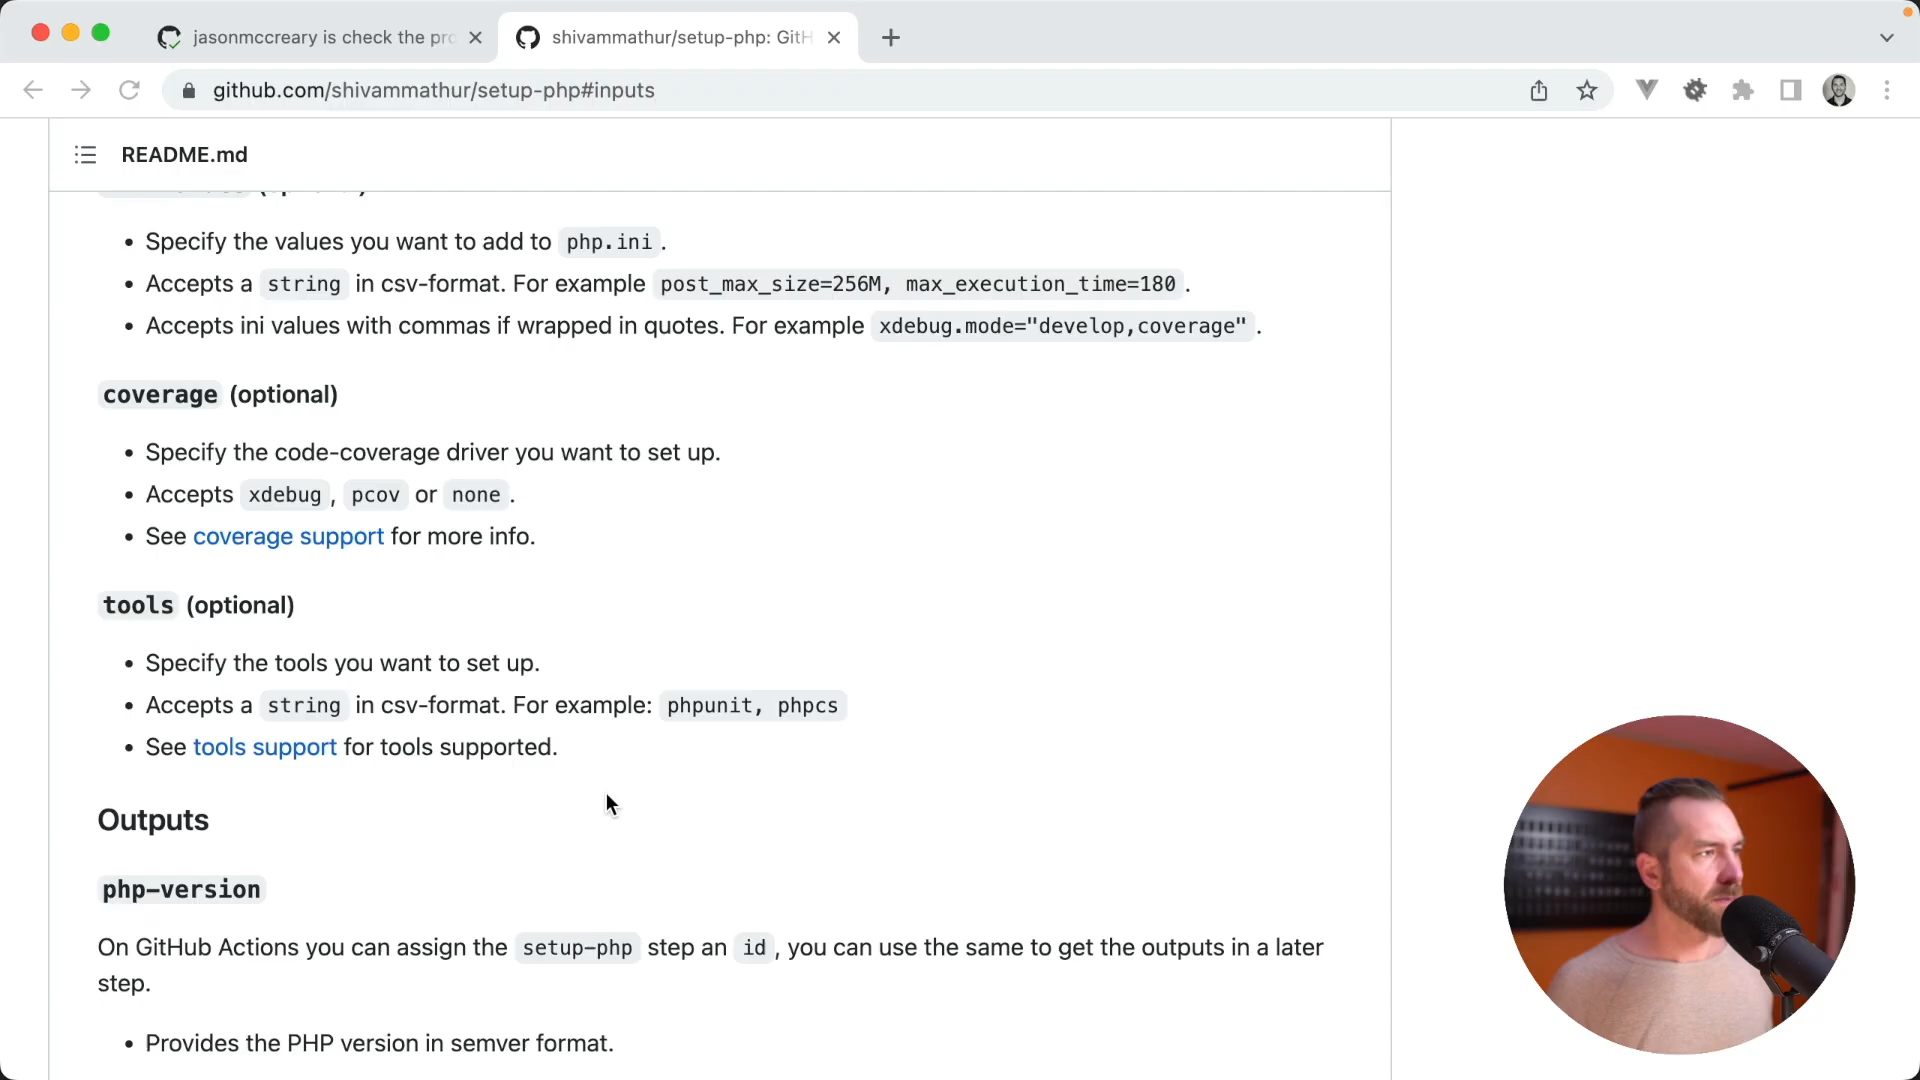 jasonmccreary is check the pro
shivammathur/setup-php: GitH
github.com/shivammathur/setup-php#inputs
README.md
Specify the values you want to add to php.ini.
Accepts a string in csv-format. For example post_max_size=256M, max_execution_time=180.
Accepts ini values with commas if wrapped in quotes. For example xdebug.mode="develop,coverage".
coverage (optional)
Specify the code-coverage driver you want to set up.
Accepts xdebug, pcov or none.
See coverage support for more info.
tools (optional)
Specify the tools you want to set up.
Accepts a string in csv-format. For example: phpunit, phpcs
See tools support for tools supported.
Outputs
php-version
On GitHub Actions you can assign the setup-php step an id, you can use the same to get the outputs in a later
step.
Provides the PHP version in semver format.